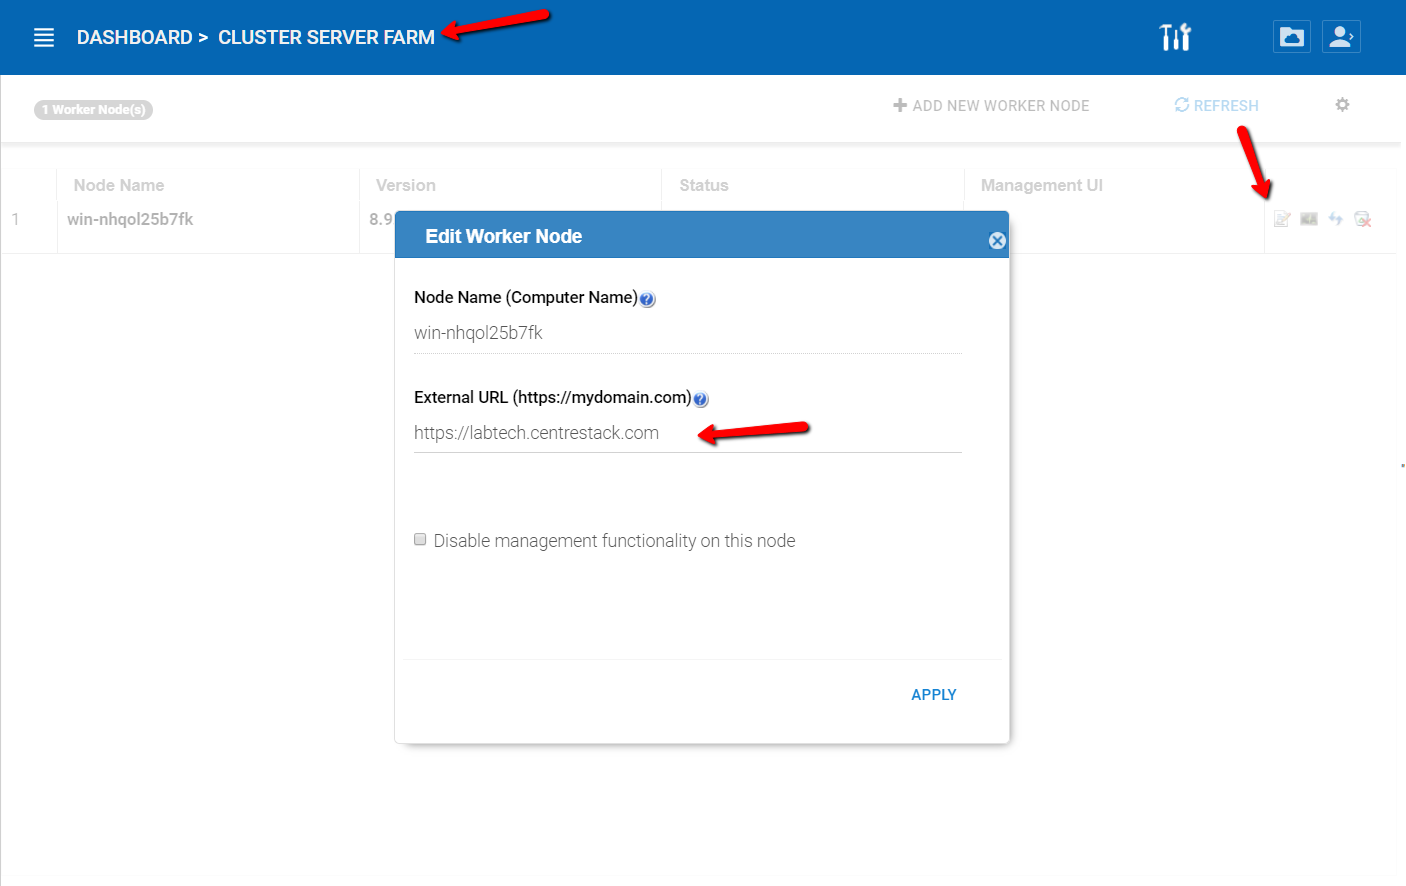 DASHBOARD > CLUSTER SERVER FARM
1 Worker Node(s)
ADD NEW WORKER NODE
REFRESH
Node Name
Version
Status
Management UI
1
win-nhqol25b7fk
8.9
Edit Worker Node
Node Name (Computer Name)
win-nhqol25b7fk
External URL (https://mydomain.com)
https://labtech.centrestack.com
Disable management functionality on this node
APPLY